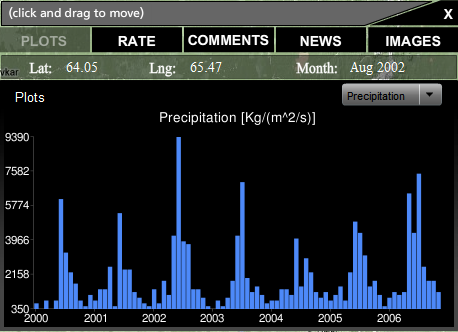 (click and drag to move) X
PLOTS RATE COMMENTS NEWS IMAGES
vkar Lat: 64.05 Lng: 65.47 Month: Aug 2002
Plots Precipitation
Precipitation [Kg/(m^2/s)]
9390
7582
5774
3966
2158
350
2000 2001 2002 2003 2004 2005 2006